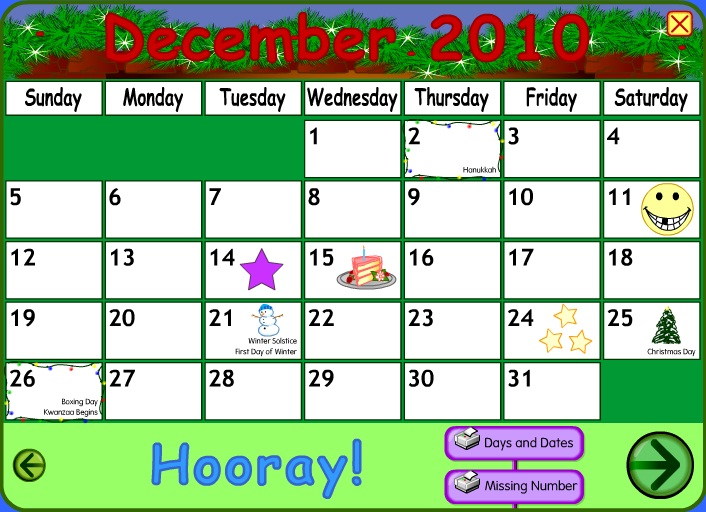 December 2010
Sunday Monday Tuesday Wednesday Thursday Friday Saturday
1 2 3 4
Hanukkah
5 6 7 8 9 10 11
12 13 14 15 16 17 18
19 20 21 22 23 24 25
Winter Solstice
First Day of Winter Christmas Day
26 27 28 29 30 31
Boxing Day
Kwanzaa Begins
Hooray!
Days and Dates
Missing Number